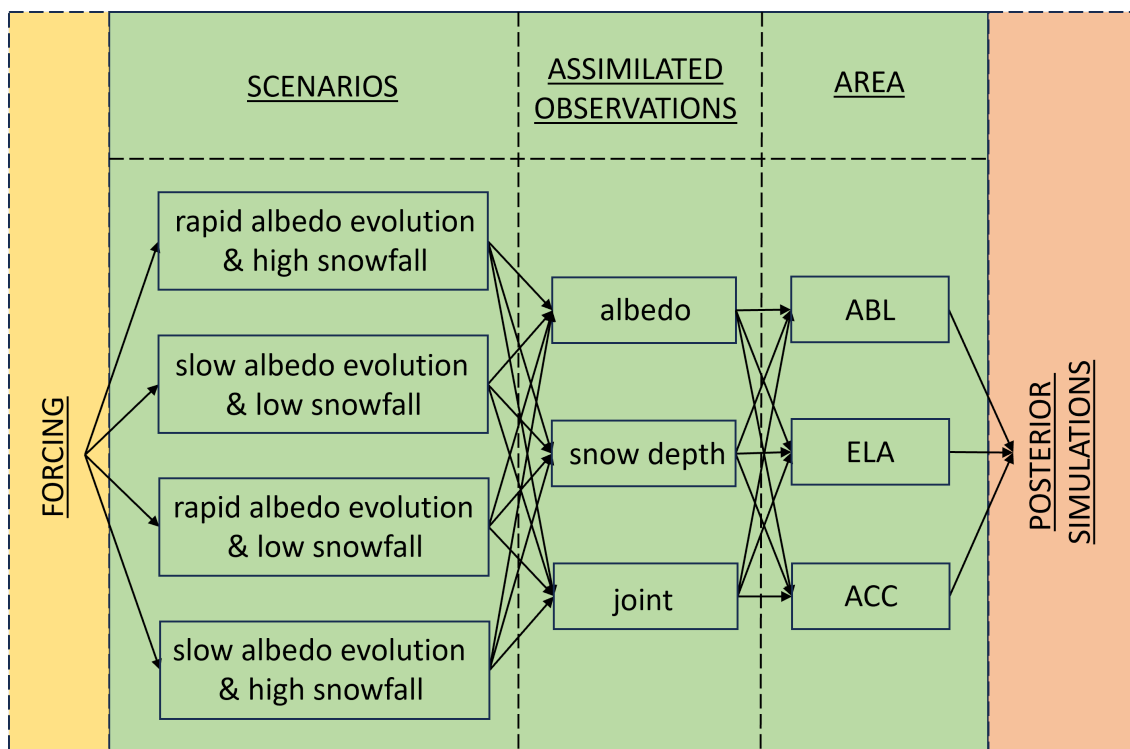 SCENARIOS
ASSIMILATED
OBSERVATIONS
AREA
FORCING
rapid albedo evolution
& high snowfall
slow albedo evolution
& low snowfall
rapid albedo evolution
& low snowfall
slow albedo evolution
& high snowfall
albedo
snow depth
joint
ABL
ELA
ACC
POSTERIOR
SIMULATIONS